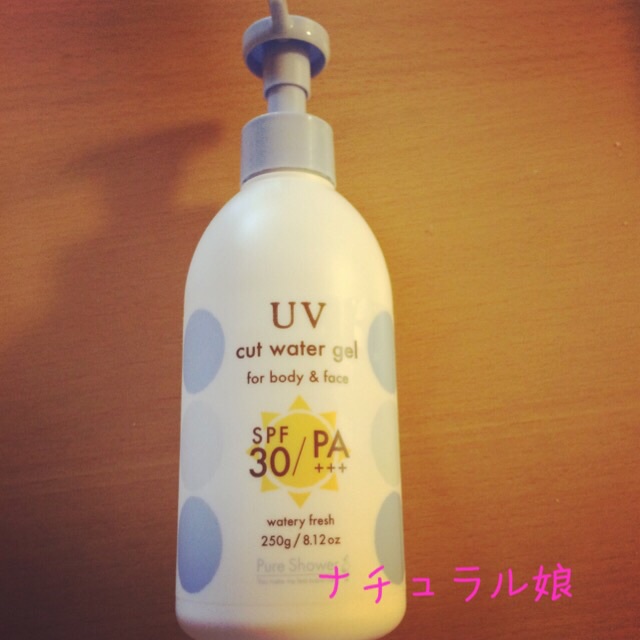 UV
cut water gel
for body & face
SPF
30/PA
+++
watery fresh
250g/8.12oz
Pure Shower
ナチュラル娘